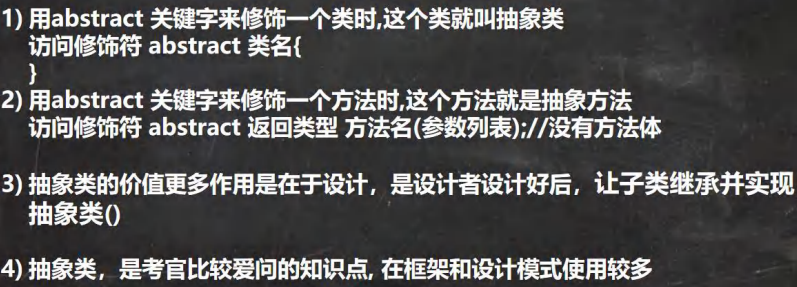 1) 用abstract 关键字来修饰一个类时,这个类就叫抽象类
访问修饰符 abstract 类名{
}
2) 用abstract 关键字来修饰一个方法时,这个方法就是抽象方法
访问修饰符 abstract 返回类型 方法名(参数列表);//没有方法体
3) 抽象类的价值更多作用是在于设计，是设计者设计好后，让子类继承并实现
抽象类()
4) 抽象类，是考官比较爱问的知识点, 在框架和设计模式使用较多